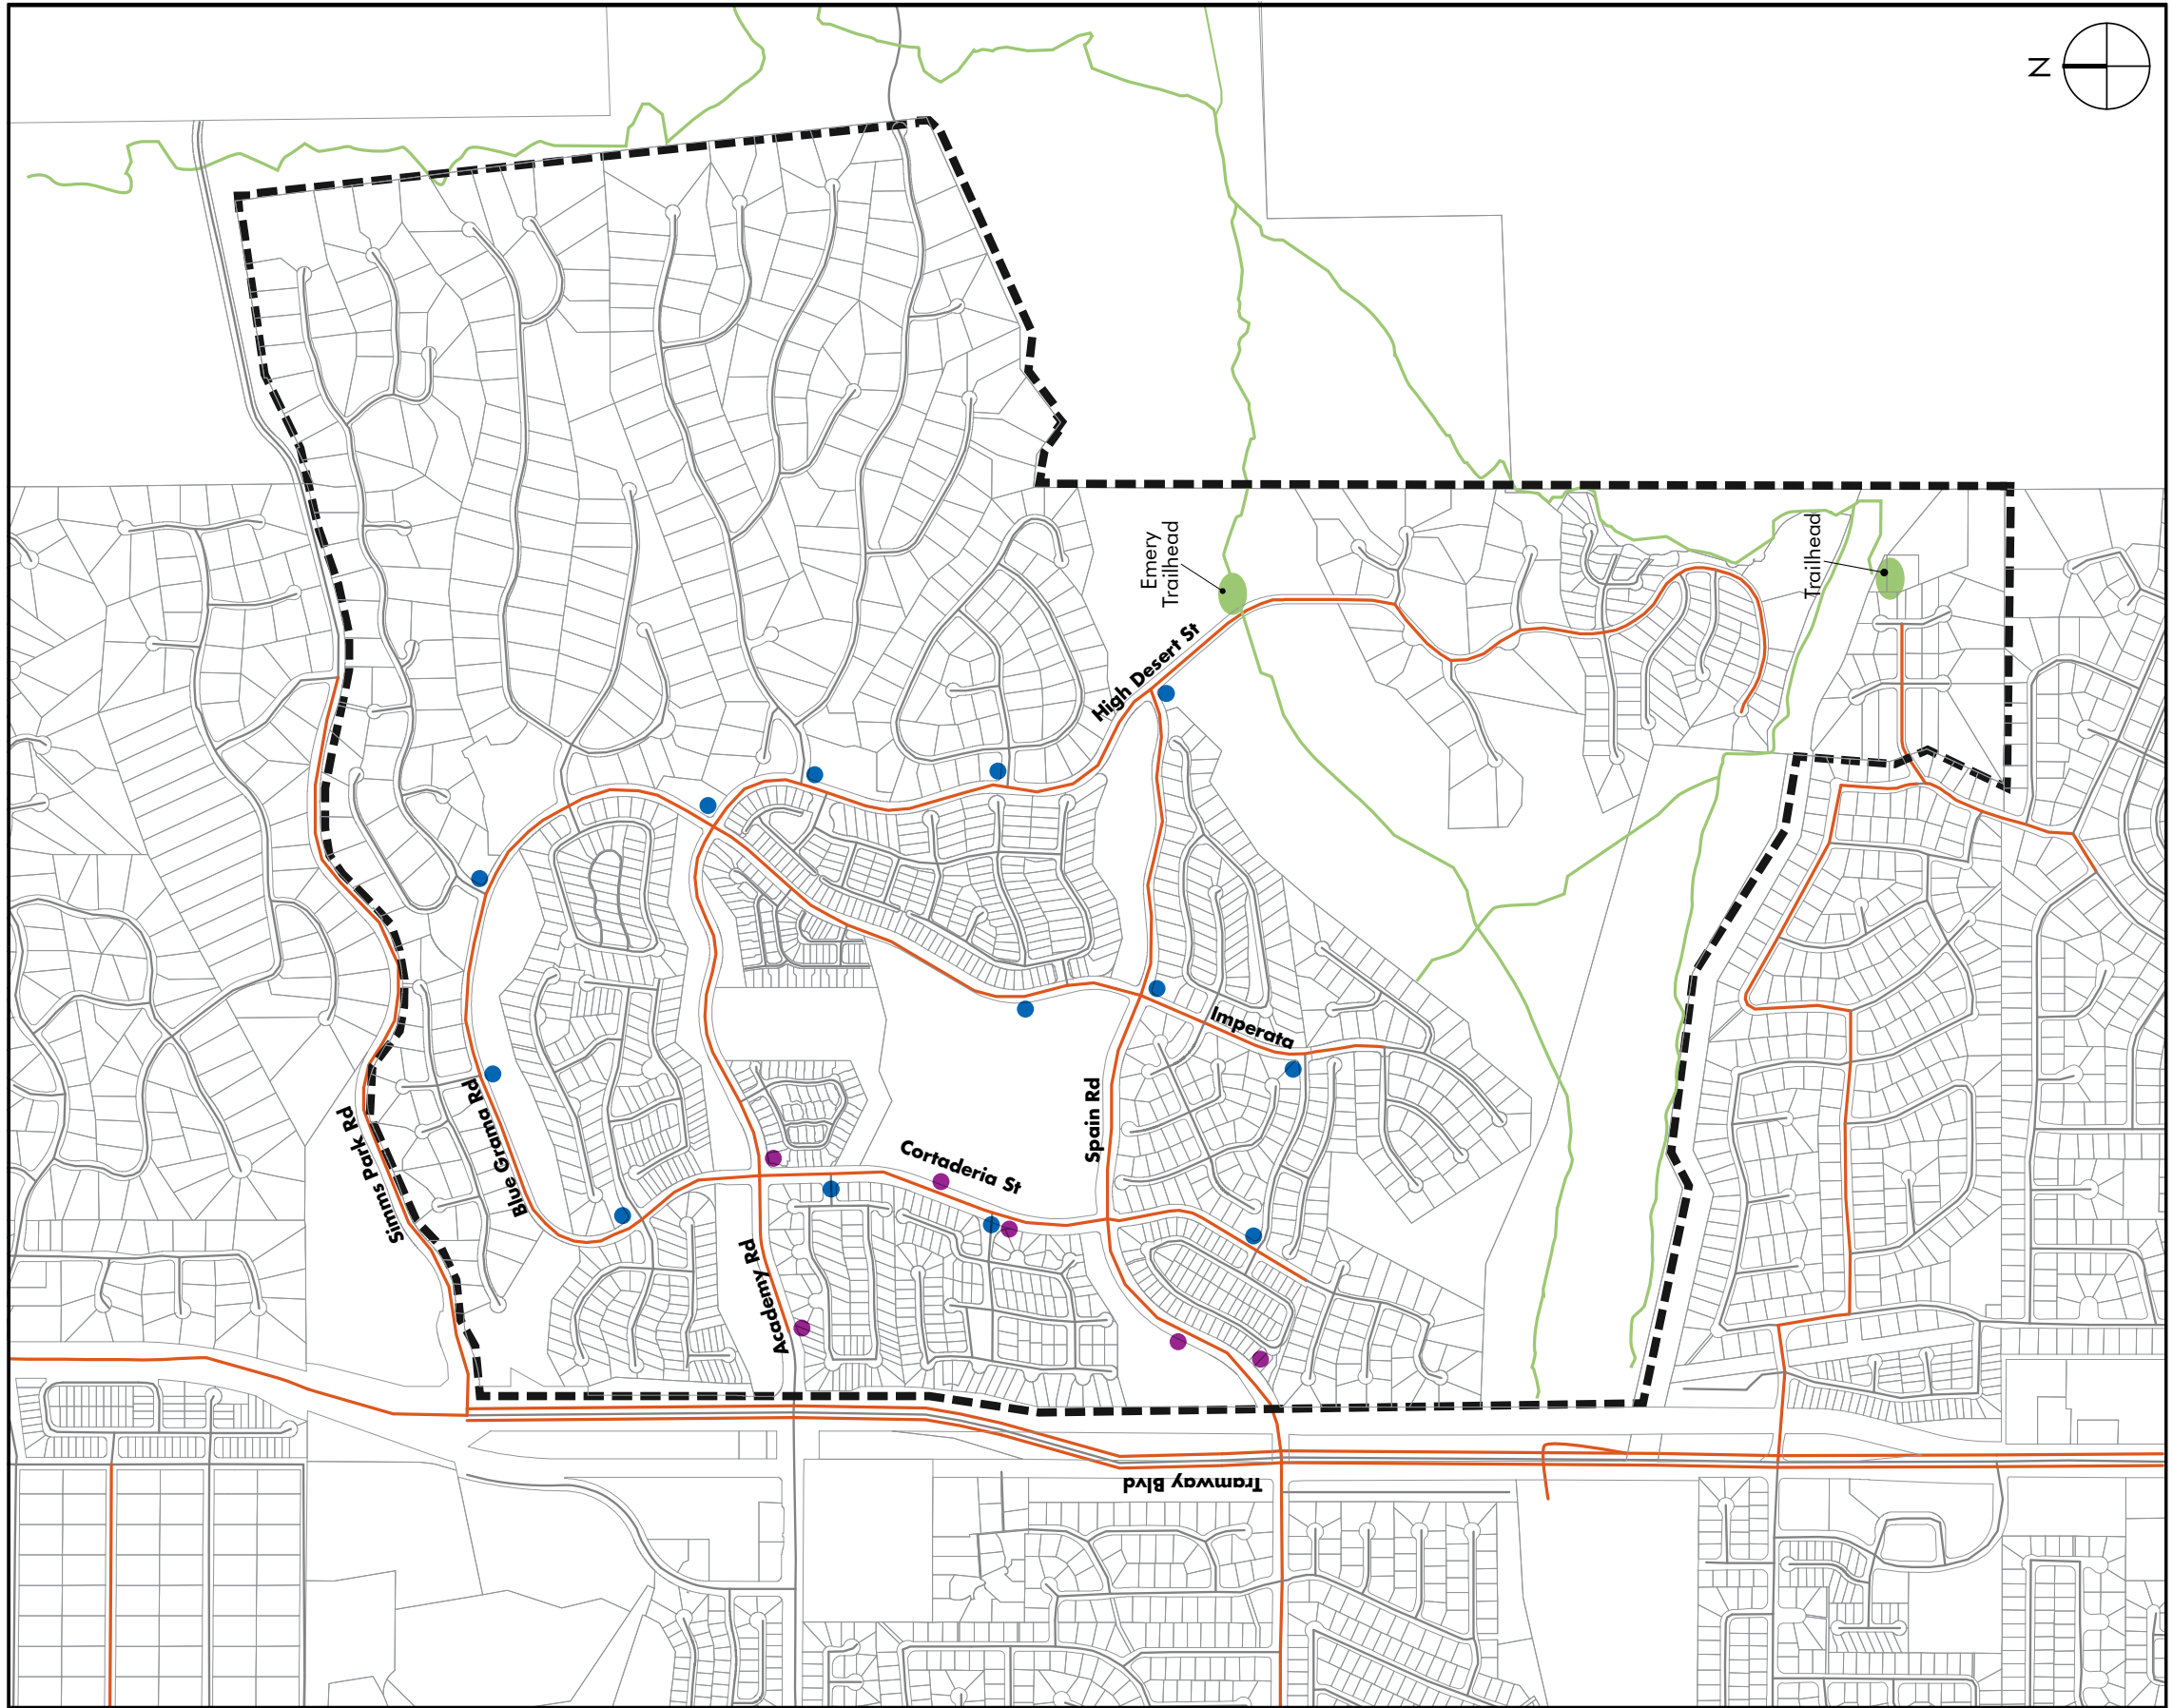 N
Emery
Trailhead
Trailhead
High Desert St
Imperata
Spain Rd
Cortaderia St
Blue Grama Rd
Simms Park Rd
Academy Rd
Tramway Blvd